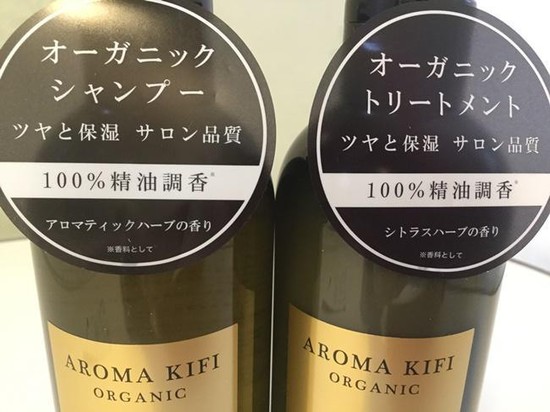 オーガニック
シャンプー
ツヤと保湿 サロン品質
100%精油調香※
アロマティックハーブの香り
※香料として
AROMA KIFI
ORGANIC
オーガニック
トリートメント
ツヤと保湿 サロン品質
100%精油調香※
シトラスハーブの香り
※香料として
AROMA KIFI
ORGANIC